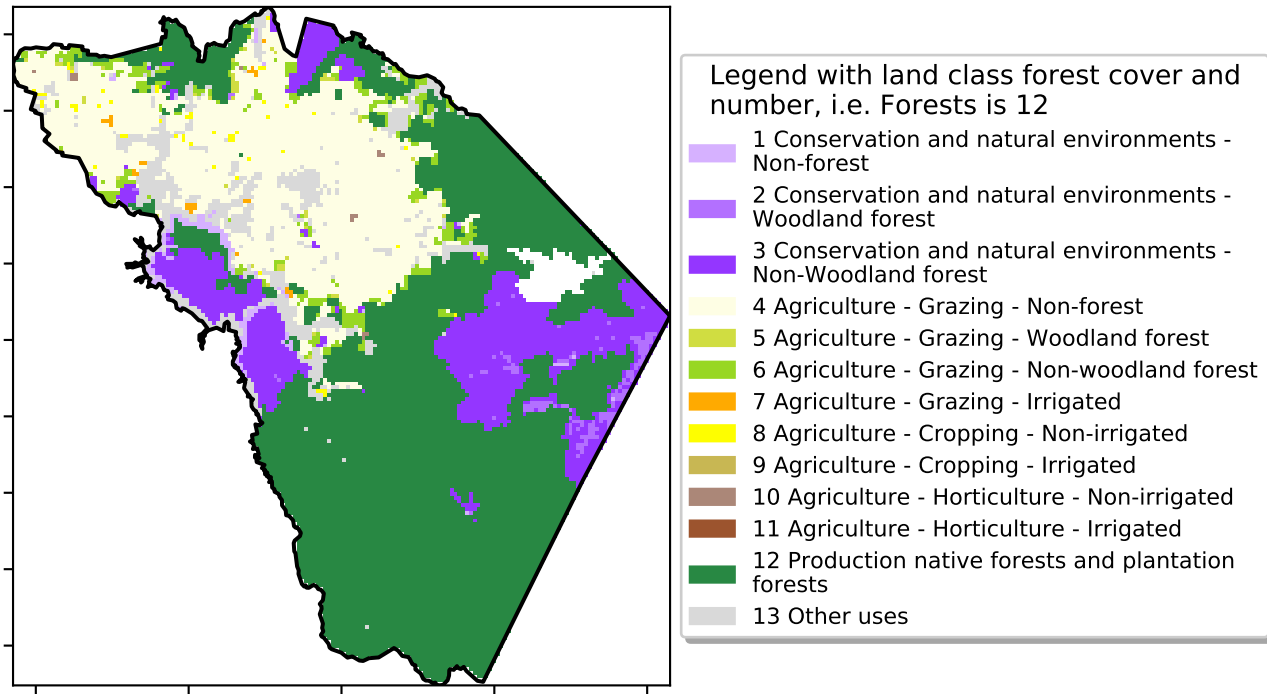 Legend with land class forest cover and
number, i.e. Forests is 12
1 Conservation and natural environments -
Non-forest
2 Conservation and natural environments -
Woodland forest
3 Conservation and natural environments -
Non-Woodland forest
4 Agriculture - Grazing - Non-forest
5 Agriculture - Grazing - Woodland forest
6 Agriculture - Grazing - Non-woodland forest
7 Agriculture - Grazing - Irrigated
8 Agriculture - Cropping - Non-irrigated
9 Agriculture - Cropping - Irrigated
10 Agriculture - Horticulture - Non-irrigated
11 Agriculture - Horticulture - Irrigated
12 Production native forests and plantation
forests
13 Other uses